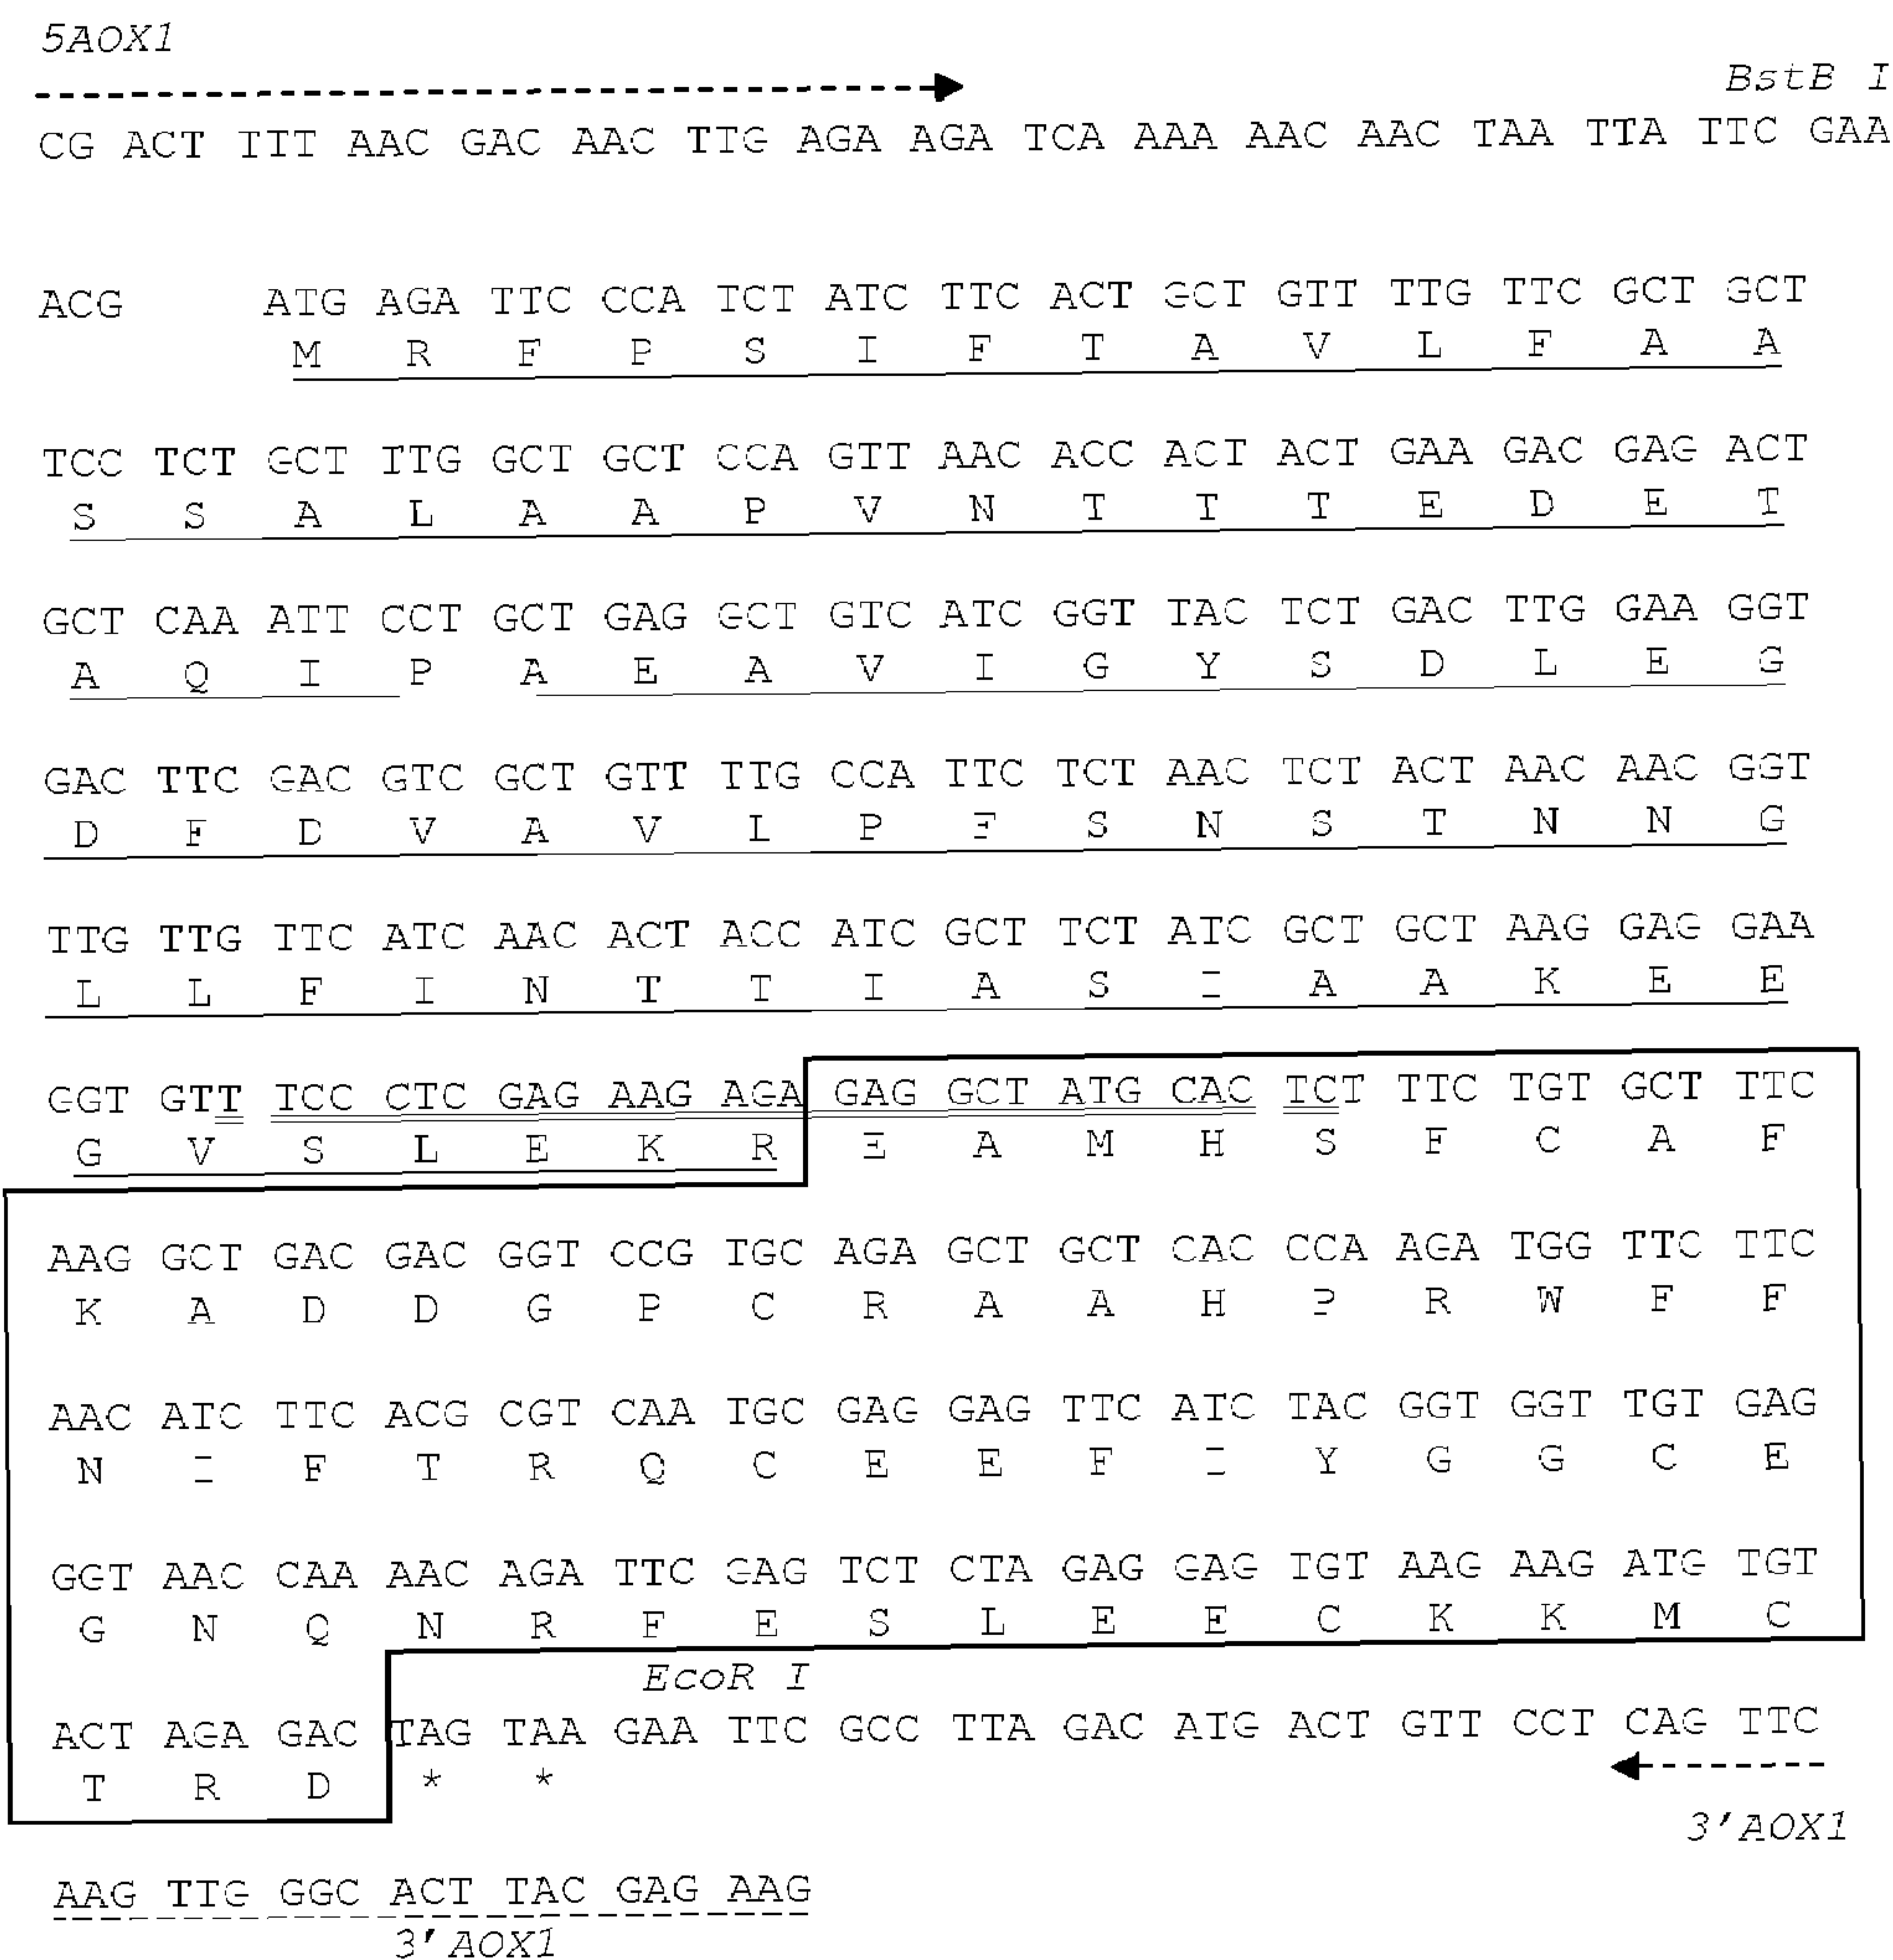 5AOX1
BstB I
CG ACT TTT AAC GAC AAC TTG AGA AGA TCA AAA AAC AAC TAA TTA TTC GAA
ACG ATG AGA TTC CCA TCT ATC TTC ACT GCT GTT TTG TTC GCT GCT
M R F P S I F T A V L F A A
TCC TCT GCT TTG GCT GCT CCA GTT AAC ACC ACT ACT GAA GAC GAG ACT
S S A L A A P V N T T T E D E T
GCT CAA ATT CCT GCT GAG GCT GTC ATC GGT TAC TCT GAC TTG GAA GGT
A Q I P A E A V I G Y S D L E G
GAC TTC GAC GTC GCT GTT TTG CCA TTC TCT AAC TCT ACT AAC AAC GGT
D F D V A V L P F S N S T N N G
TTG TTG TTC ATC AAC ACT ACC ATC GCT TCT ATC GCT GCT AAG GAG GAA
L L F I N T T I A S I A A K E E
GGT GTT TCC CTC GAG AAG AGA GAG GCT ATG CAC TCT TTC TGT GCT TTC
G V S L E K R E A M H S F C A F
AAG GCT GAC GAC GGT CCG TGC AGA GCT GCT CAC CCA AGA TGG TTC TTC
K A D D G P C R A A H P R W F F
AAC ATC TTC ACG CGT CAA TGC GAG GAG TTC ATC TAC GGT GGT TGT GAG
N I F T R Q C E E F I Y G G C E
GGT AAC CAA AAC AGA TTC GAG TCT CTA GAG GAG TGT AAG AAG ATG TGT
G N Q N R F E S L E E C K K M C
EcoR I
ACT AGA GAC TAG TAA GAA TTC GCC TTA GAC ATG ACT GTT CCT CAG TTC
T R D * *
3'AOX1
AAG TTG GGC ACT TAC GAG AAG
3'AOX1